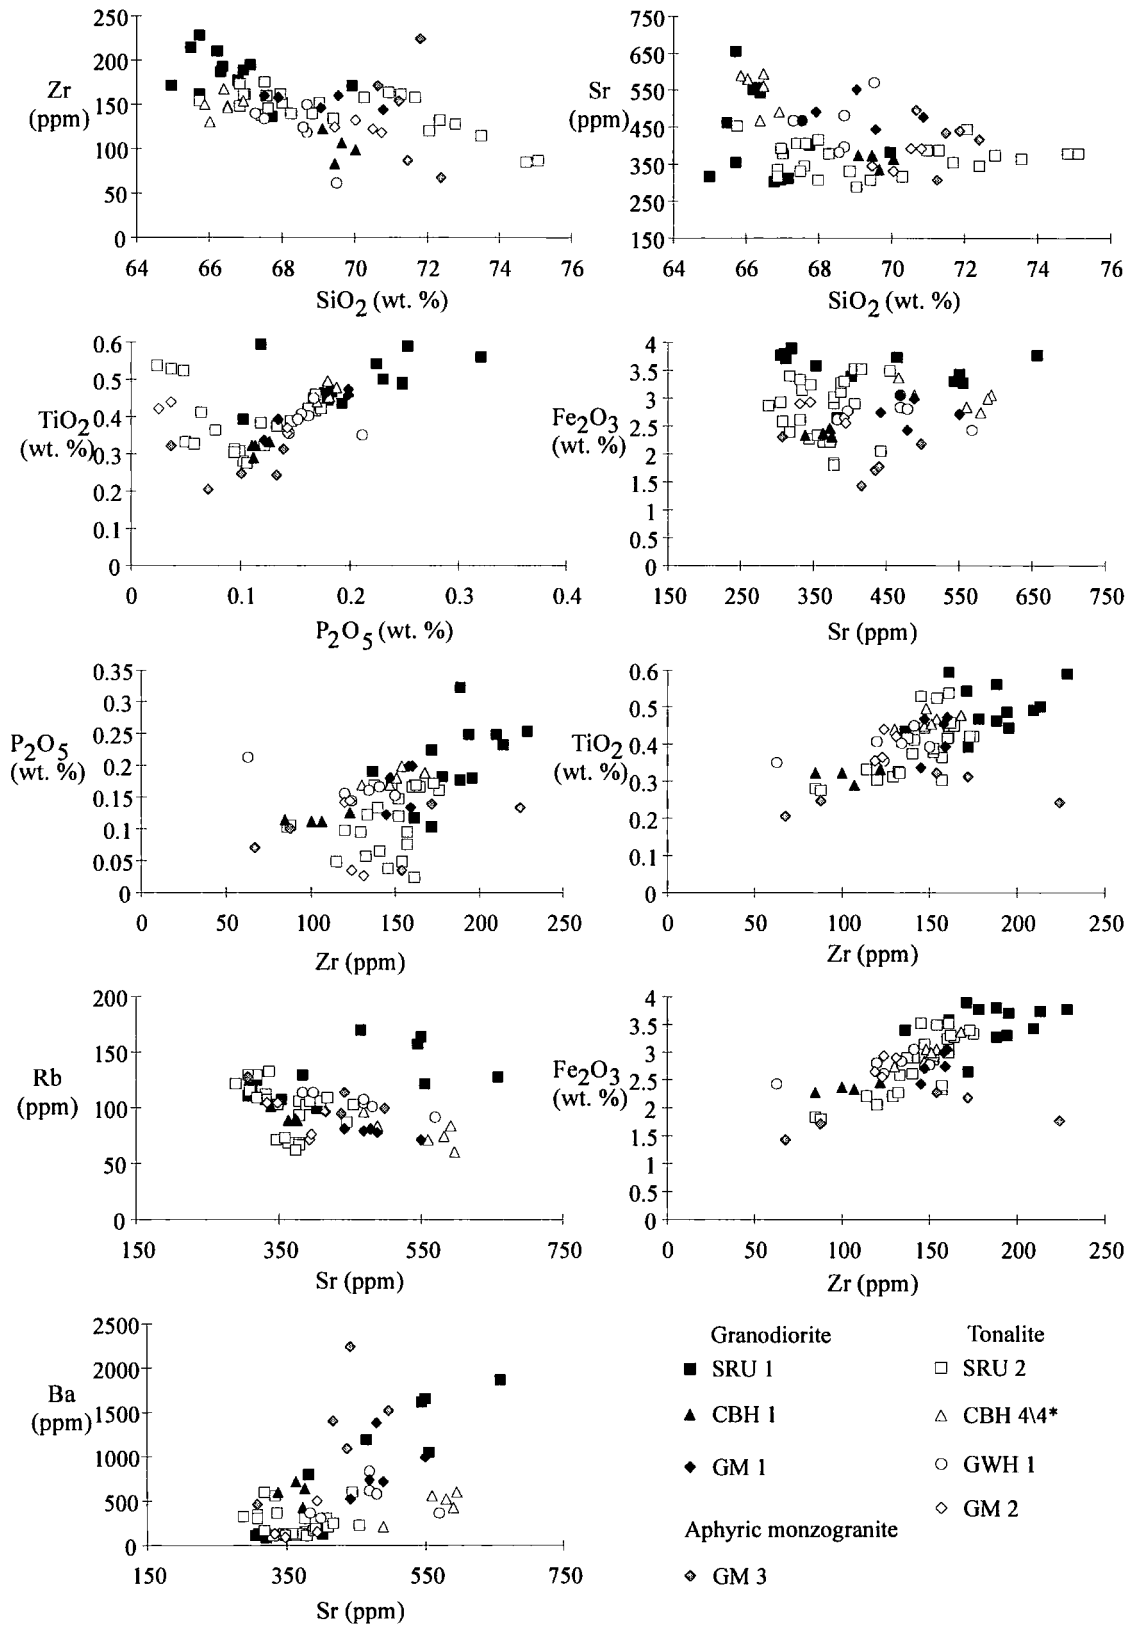 250
200
150
100
50
0
Zr
(ppm)
64 66 68 70 72 74 76
SiO2 (wt. %)
750
650
550
450
350
250
150
Sr
(ppm)
64 66 68 70 72 74 76
SiO2 (wt. %)
0.6
0.5
0.4
0.3
0.2
0.1
0
TiO2
(wt. %)
0 0.1 0.2 0.3 0.4
P2O5 (wt. %)
4
3.5
3
2.5
2
1.5
1
0.5
0
Fe2O3
(wt. %)
150 250 350 450 550 650 750
Sr (ppm)
0.35
0.3
0.25
0.2
0.15
0.1
0.05
0
P2O5
(wt. %)
0 50 100 150 200 250
Zr (ppm)
0.6
0.5
0.4
0.3
0.2
0.1
0
TiO2
(wt. %)
0 50 100 150 200 250
Zr (ppm)
200
150
100
50
0
Rb
(ppm)
150 350 550 750
Sr (ppm)
4
3.5
3
2.5
2
1.5
1
0.5
0
Fe2O3
(wt. %)
0 50 100 150 200 250
Zr (ppm)
2500
2000
1500
1000
500
0
Ba
(ppm)
150 350 550 750
Sr (ppm)
Granodiorite Tonalite
SRU 1 SRU 2
CBH 1 CBH 4\4*
GM 1 GWH 1
GM 2
Aphyric monzogranite
GM 3